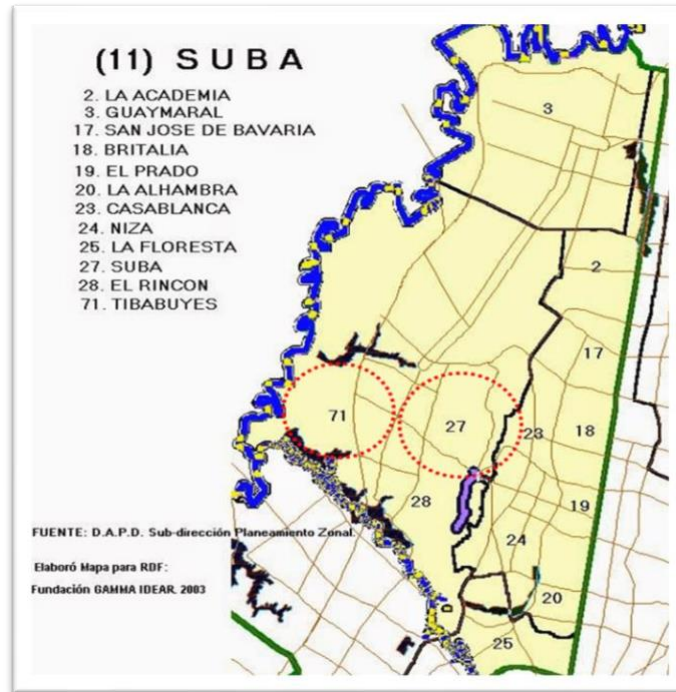 (11) SUBA
2. LA ACADEMIA
3. GUAYMARAL
17. SAN JOSE DE BAVARIA
18. BRITALIA
19. EL PRADO
20. LA ALHAMBRA
23. CASABLANCA
24. NIZA
25. LA FLORESTA
27. SUBA
28. EL RINCON
71. TIBABUYES
3
2
17
71
27
23
18
28
19
24
20
25
FUENTE: D.A.P.D. Sub-dirección Planeamiento Zonal.
Elaboró Mapa para RDF:
Fundación GAMMA IDEAR. 2003